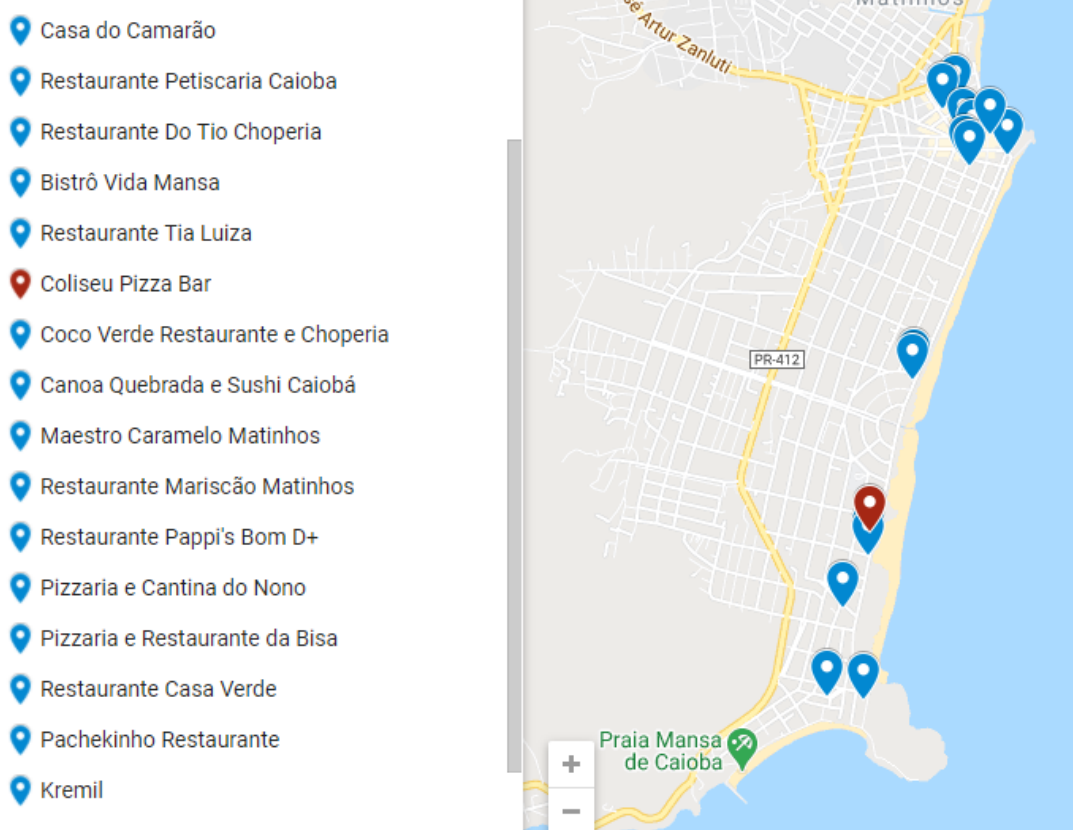 Casa do Camarão
Restaurante Petiscaria Caioba
Restaurante Do Tio Choperia
Bistrô Vida Mansa
Restaurante Tia Luiza
Coliseu Pizza Bar
Coco Verde Restaurante e Choperia
Canoa Quebrada e Sushi Caiobá
Maestro Caramelo Matinhos
Restaurante Mariscão Matinhos
Restaurante Pappi's Bom D+
Pizzaria e Cantina do Nono
Pizzaria e Restaurante da Bisa
Restaurante Casa Verde
Pachekinho Restaurante
Kremil
Matinhos
sé Artur Zanluti
PR-412
Praia Mansa
de Caioba
+
−